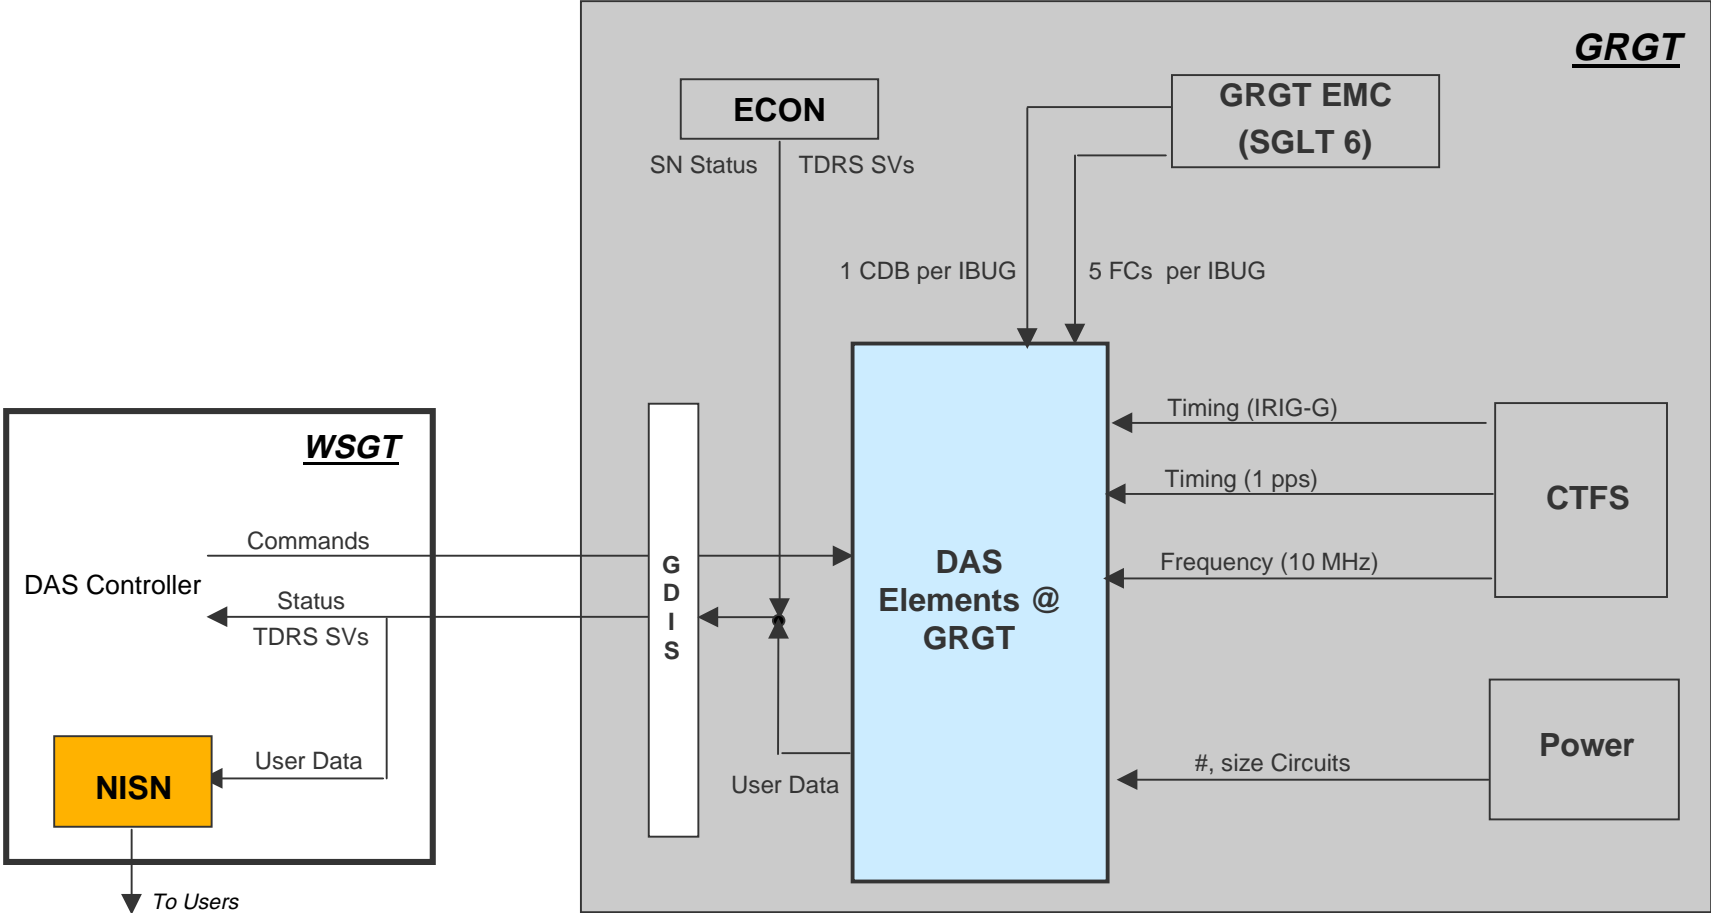 GRGT
ECON
GRGT EMC
(SGLT 6)
SN Status
TDRS SVs
1 CDB per IBUG
5 FCs  per IBUG
Timing (IRIG-G)
WSGT
Timing (1 pps)
CTFS
Commands
Frequency (10 MHz)
G
D
I
S
DAS
Elements @
GRGT
DAS Controller
Status
TDRS SVs
Power
User Data
#, size Circuits
NISN
User Data
To Users